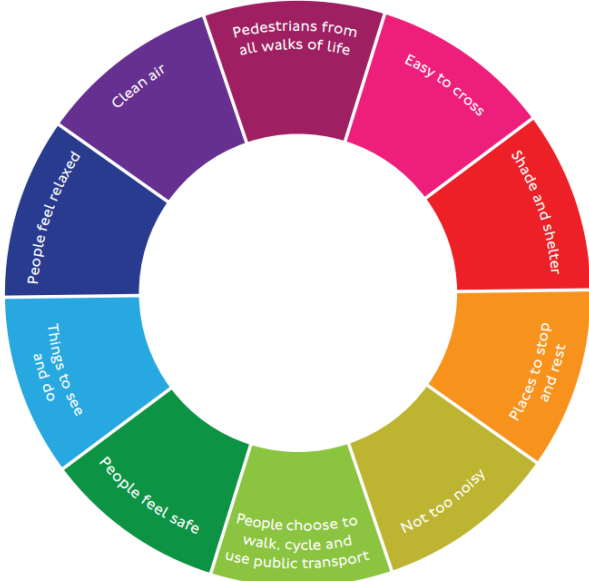 Pedestrians from
all walks of life
Easy to cross
Shade and shelter
Places to stop
and rest
Not too noisy
People choose to
walk, cycle and
use public transport
People feel safe
Things to see
and do
People feel relaxed
Clean air